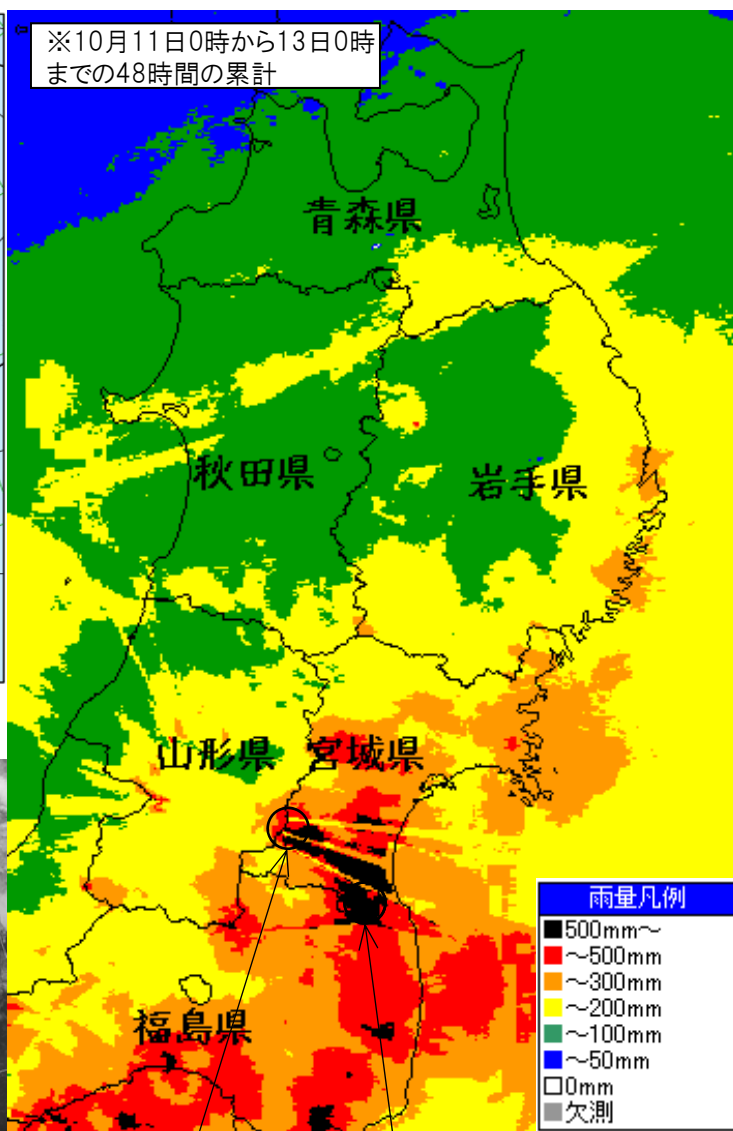 ※10月11日0時から13日0時
までの48時間の累計
青森県
秋田県
岩手県
山形県
宮城県
福島県
雨量凡例
500mm～
～500mm
～300mm
～200mm
～100mm
～50mm
0mm
欠測